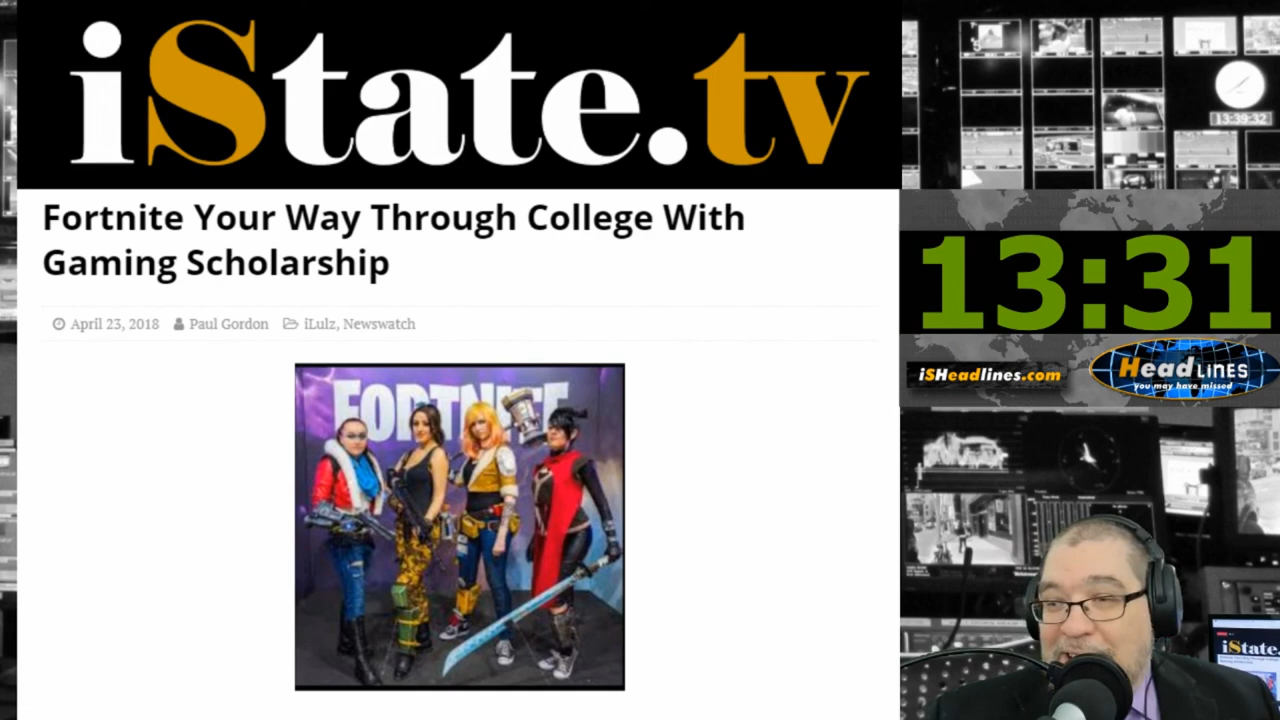 iState.tv
Fortnite Your Way Through College With
Gaming Scholarship
April 23, 2018 Paul Gordon iLulz, Newswatch
FORTNITE
13:39:32
13:31
iSHeadlines.com
HeadLINES
you may have missed
iState.